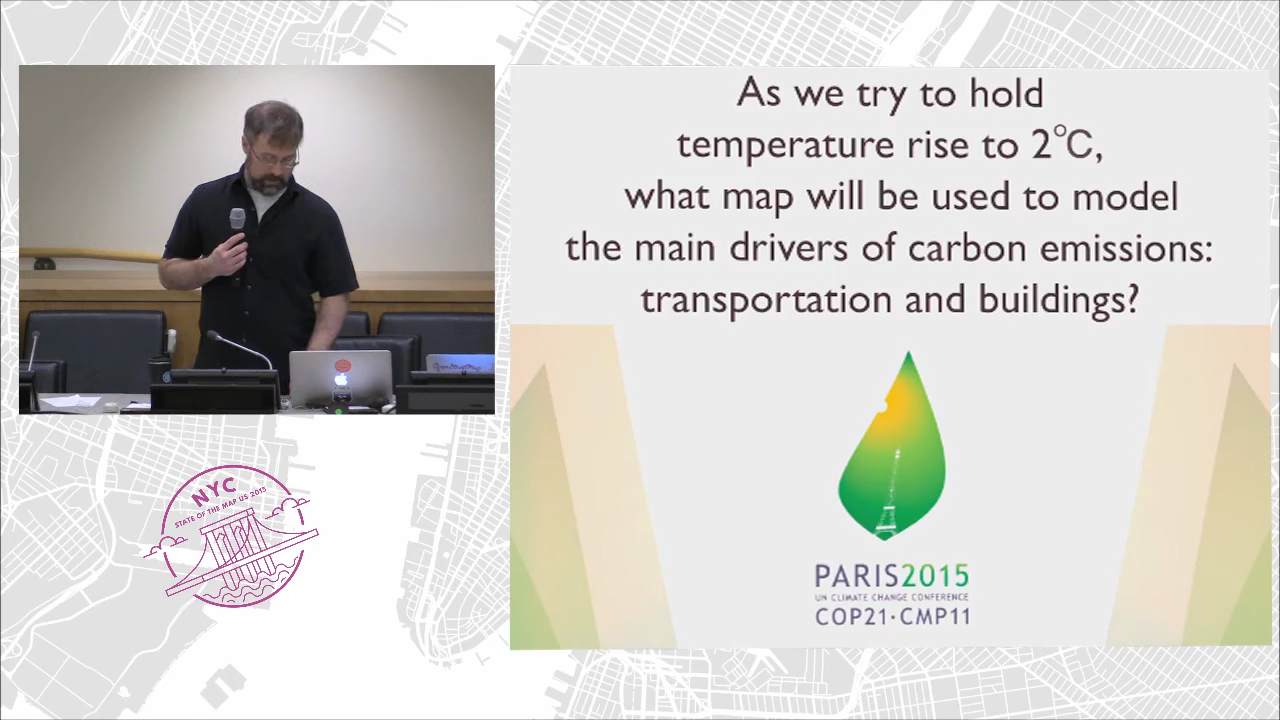 As we try to hold
temperature rise to 2°C,
what map will be used to model
the main drivers of carbon emissions:
transportation and buildings?
PARIS2015
UN CLIMATE CHANGE CONFERENCE
COP21·CMP11
OpenStreetMap
NYC
STATE OF THE MAP US 2015